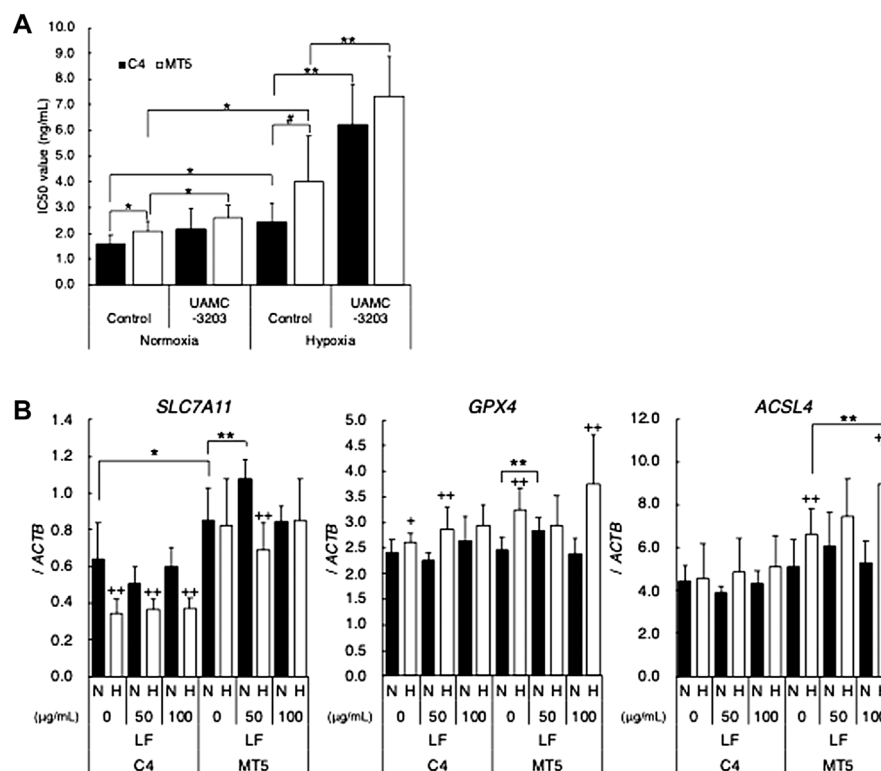 A
10.0
9.0
8.0
7.0
6.0
5.0
4.0
3.0
2.0
1.0
0.0
IC50 value (ng/mL)
■C4 □MT5
**
**
*
#
*
*
*
Control UAMC -3203 Control UAMC -3203
Normoxia Hypoxia
B
SLC7A11
1.4
1.2
1.0
0.8
0.6
0.4
0.2
0.0
/ ACTB
*
**
++ ++ ++ ++
N H N H N H N H N H N H
(μg/mL) 0 50 100 0 50 100
LF LF
C4 MT5
GPX4
5.0
4.5
4.0
3.5
3.0
2.5
2.0
1.5
1.0
0.5
0.0
/ ACTB
**
+ ++ ++ ++
N H N H N H N H N H N H
0 50 100 0 50 100
LF LF
C4 MT5
ACSL4
12.0
10.0
8.0
6.0
4.0
2.0
0.0
/ ACTB
**
++ +
N H N H N H N H N H N H
(μg/mL) 0 50 100 0 50 100
LF LF
C4 MT5